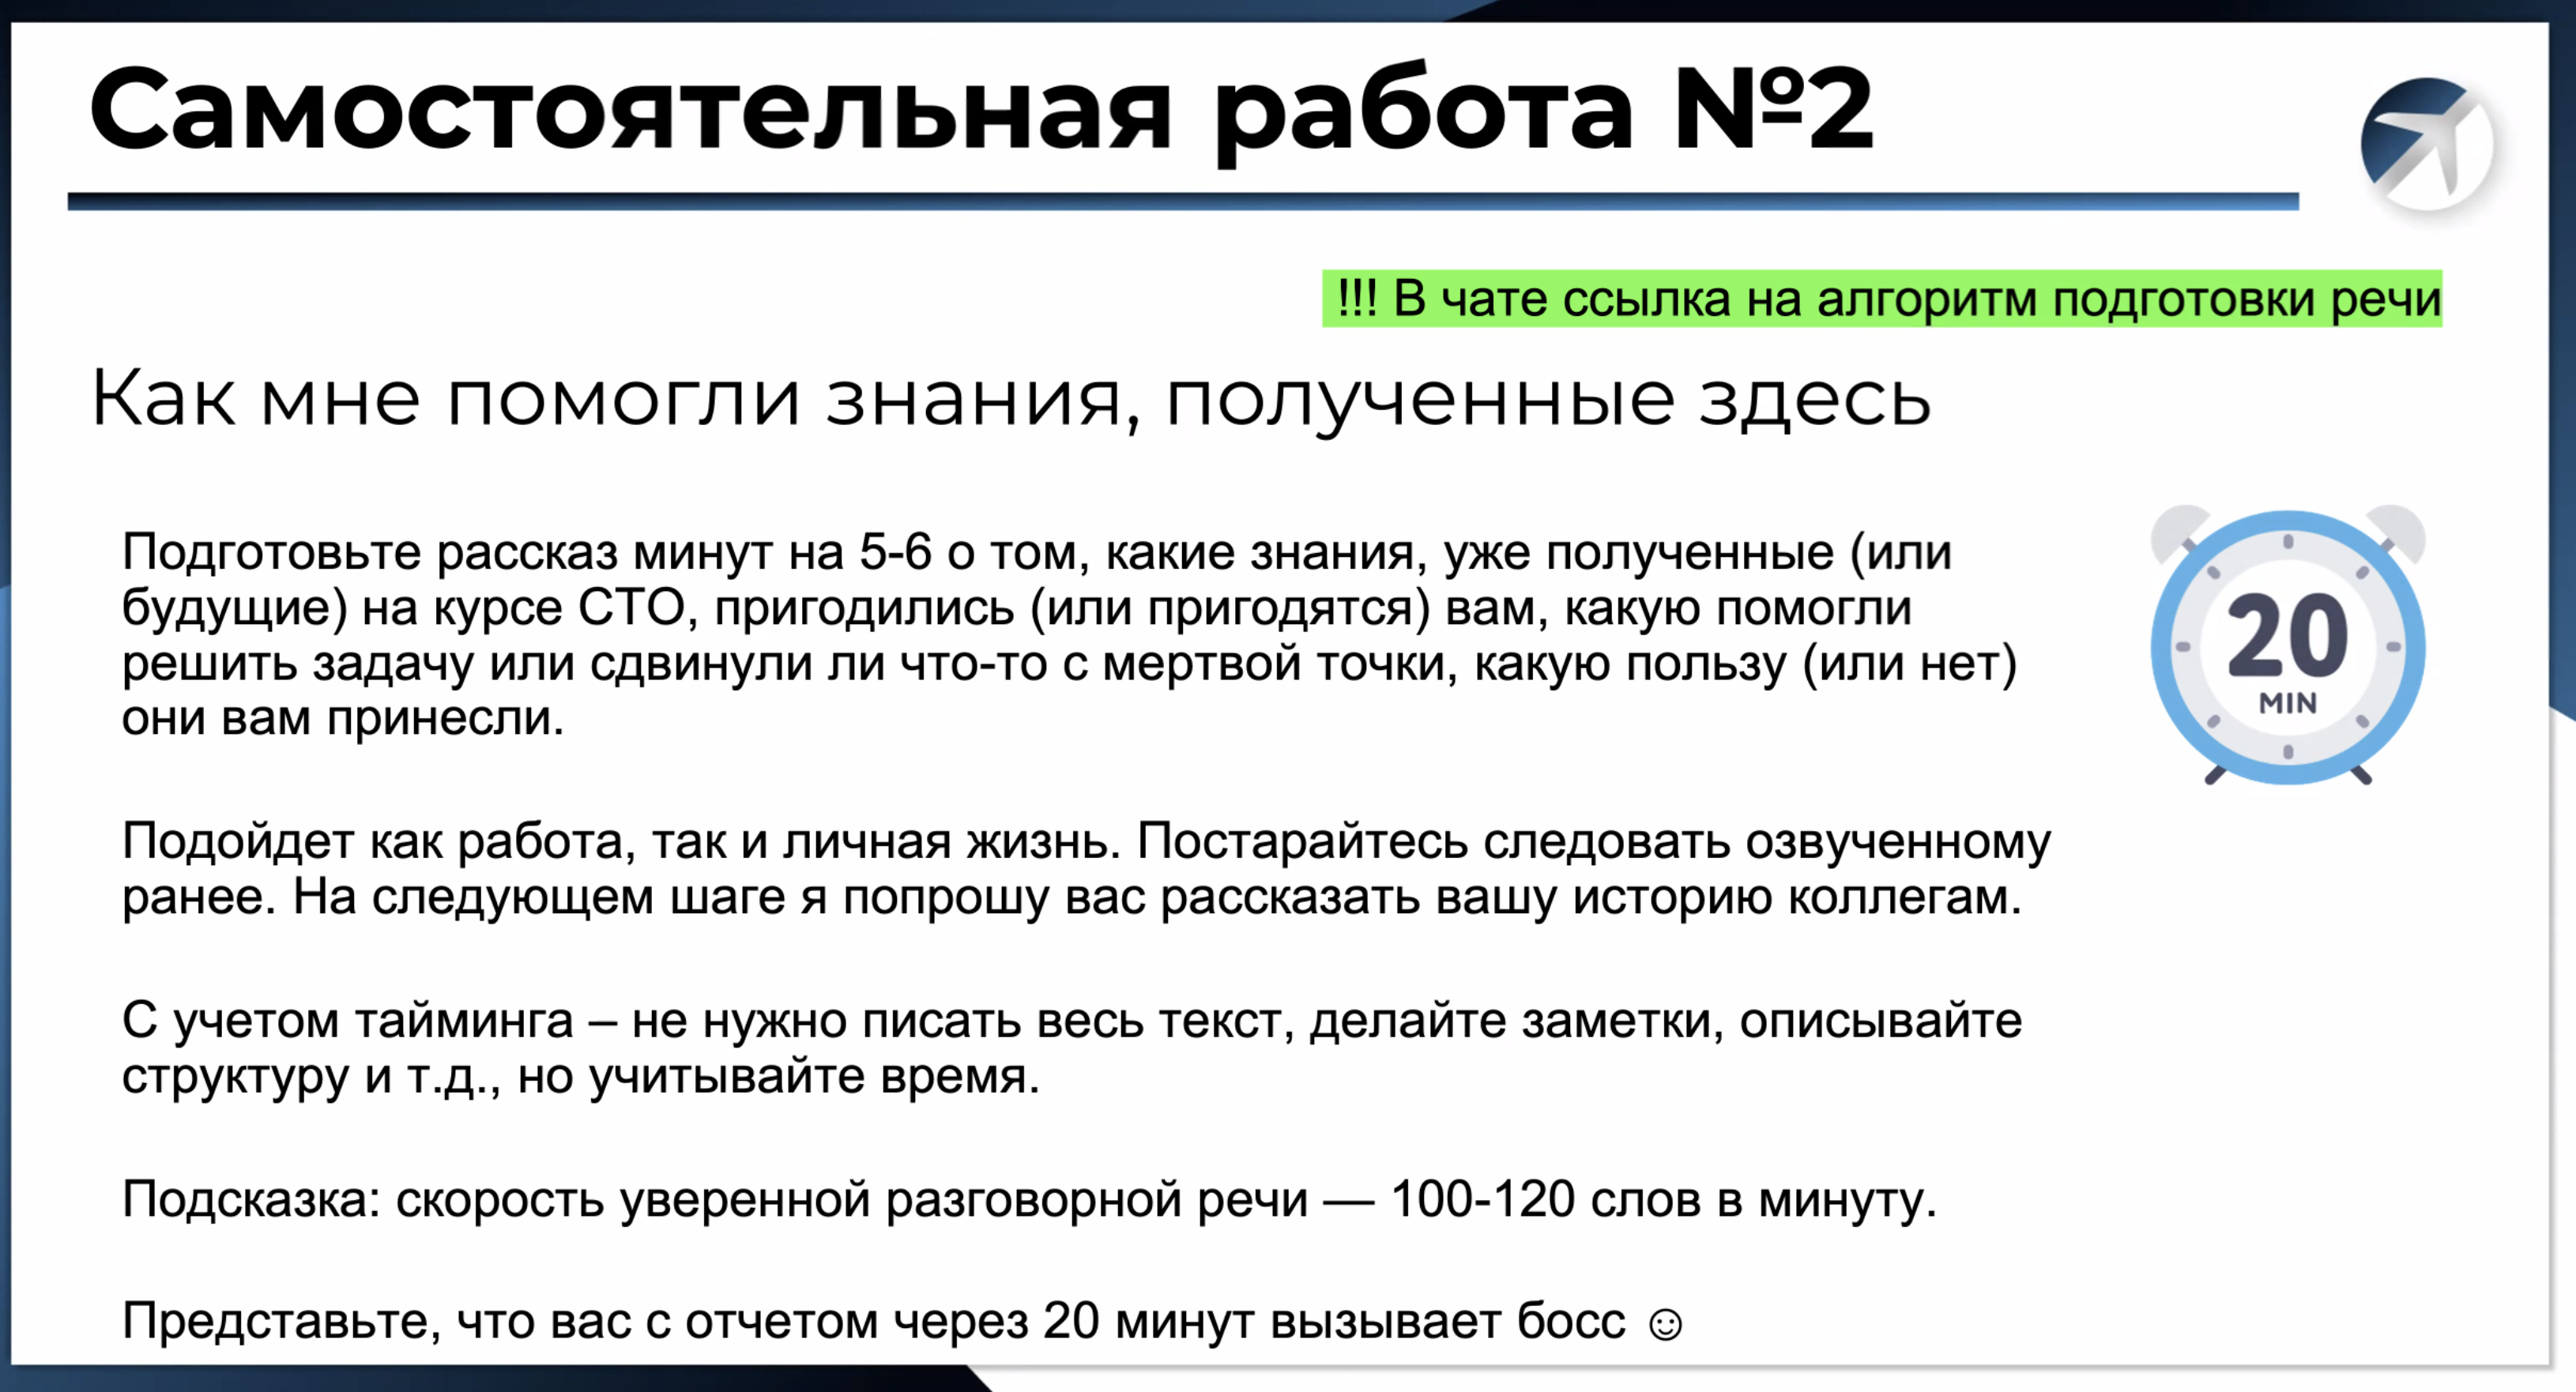 Самостоятельная работа №2
!!! В чате ссылка на алгоритм подготовки речи
Как мне помогли знания, полученные здесь
Подготовьте рассказ минут на 5-6 о том, какие знания, уже полученные (или
будущие) на курсе СТО, пригодились (или пригодятся) вам, какую помогли
решить задачу или сдвинули ли что-то с мертвой точки, какую пользу (или нет)
они вам принесли.
20
MIN
Подойдет как работа, так и личная жизнь. Постарайтесь следовать озвученному
ранее. На следующем шаге я попрошу вас рассказать вашу историю коллегам.
С учетом тайминга – не нужно писать весь текст, делайте заметки, описывайте
структуру и т.д., но учитывайте время.
Подсказка: скорость уверенной разговорной речи — 100-120 слов в минуту.
Представьте, что вас с отчетом через 20 минут вызывает босс ☺